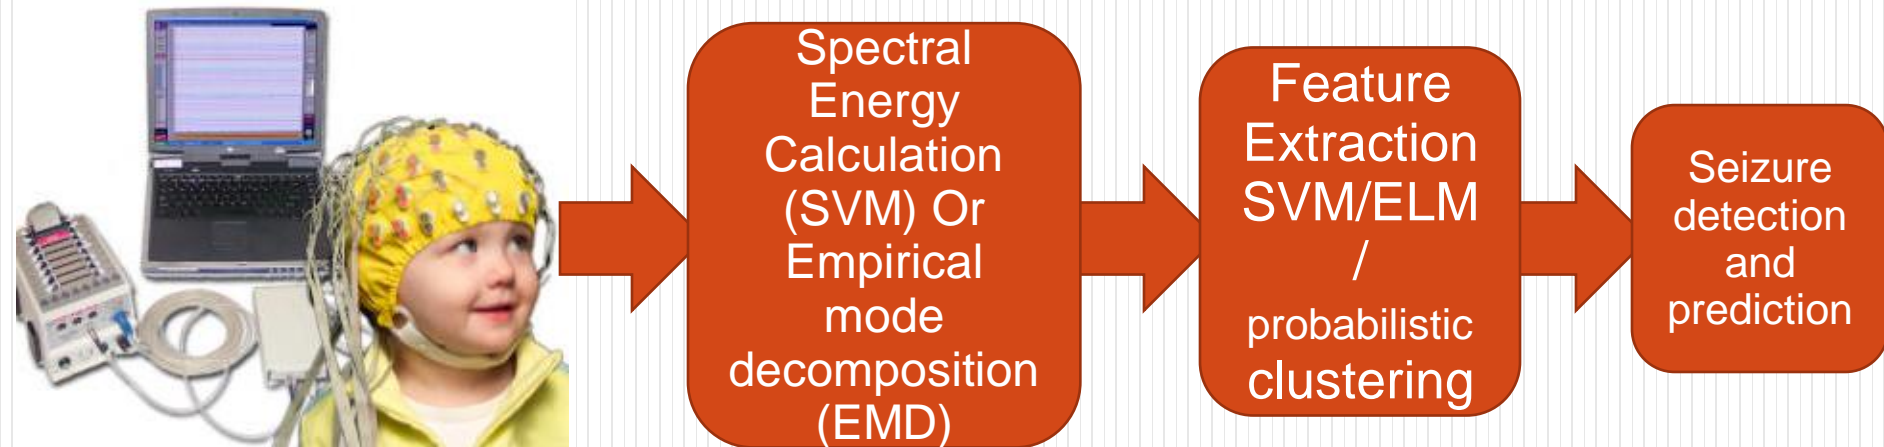 Spectral
Energy
Calculation
(SVM) Or
Empirical
mode
decomposition
(EMD)
Feature
Extraction
SVM/ELM
/
probabilistic
clustering
Seizure
detection
and
prediction